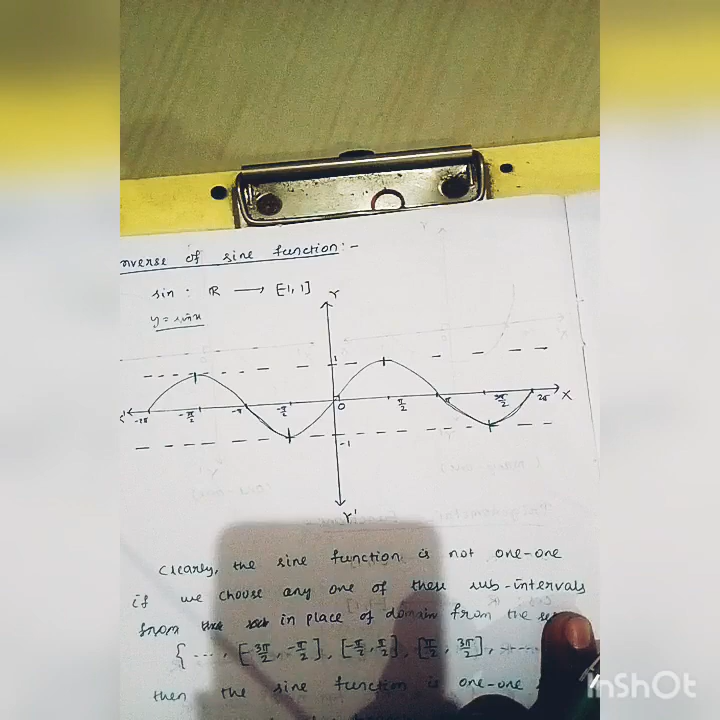 nverse of sine function:-
sin : R → [-1, 1]
y = sinx
Y
1
X
-2π -π/2 -π -π/2 0 π/2 π 3π/2 2π
-1
Y'
Clearly, the sine function is not one-one
if we choose any one of these sub-intervals
from in place of domain from the
{ ..., [-3π/2, -π/2], [-π/2, π/2], [π/2, 3π/2], ......
then the sine function is one-one
InShOt